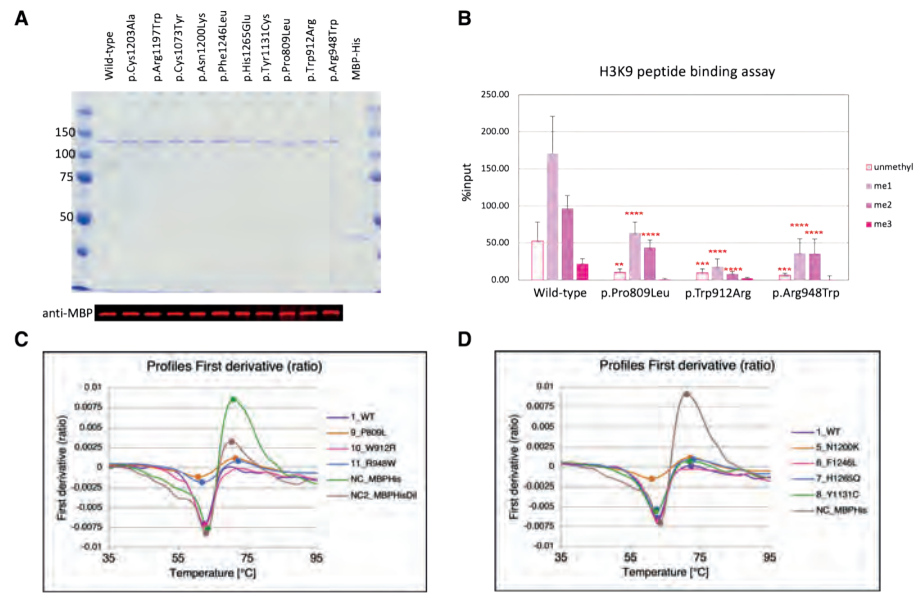 A
Wild-type
p.Cys1203Ala
p.Arg1197Trp
p.Cys1073Tyr
p.Asn1200Lys
p.Phe1246Leu
p.His1265Glu
p.Tyr1131Cys
p.Pro809Leu
p.Trp912Arg
p.Arg948Trp
MBP-His
150
100
75
50
anti-MBP
B
H3K9 peptide binding assay
250.00
200.00
150.00
100.00
50.00
0.00
%input
** **** ****
*** **** ****
*** **** ****
Wild-type p.Pro809Leu p.Trp912Arg p.Arg948Trp
unmethyl
me1
me2
me3
C
Profiles First derivative (ratio)
0.01
0.0075
0.005
0.0025
0
-0.0025
-0.005
-0.0075
-0.01
First derivative (ratio)
35 55 75 95
Temperature [°C]
1_WT
9_P809L
10_W912R
11_R948W
NC_MBPHis
NC2_MBPHisDil
D
Profiles First derivative (ratio)
0.01
0.0075
0.005
0.0025
0
-0.0025
-0.005
-0.0075
-0.01
First derivative (ratio)
35 55 75 95
Temperature [°C]
1_WT
5_N1200K
6_F1246L
7_H1265Q
8_Y1131C
NC_MBPHis